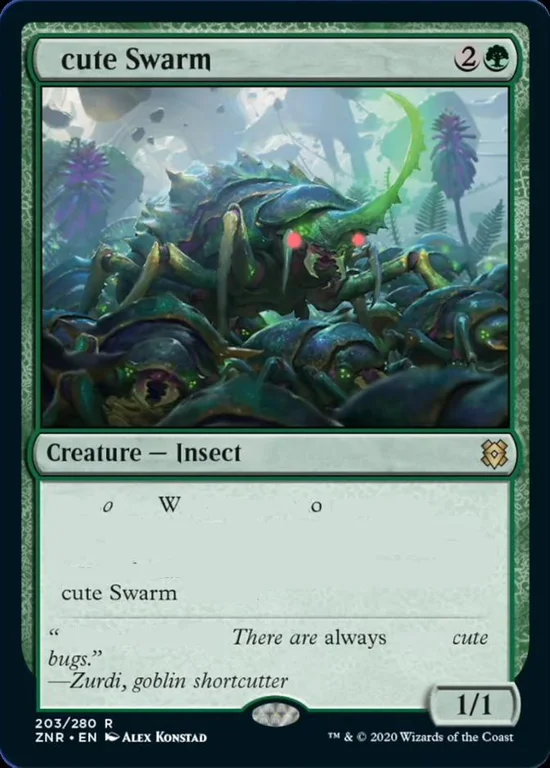 cute Swarm
2
Creature — Insect
o W o
cute Swarm
“ There are always cute
bugs.”
—Zurdi, goblin shortcutter
1/1
203/280 R
ZNR • EN Alex Konstad
™ & © 2020 Wizards of the Coast